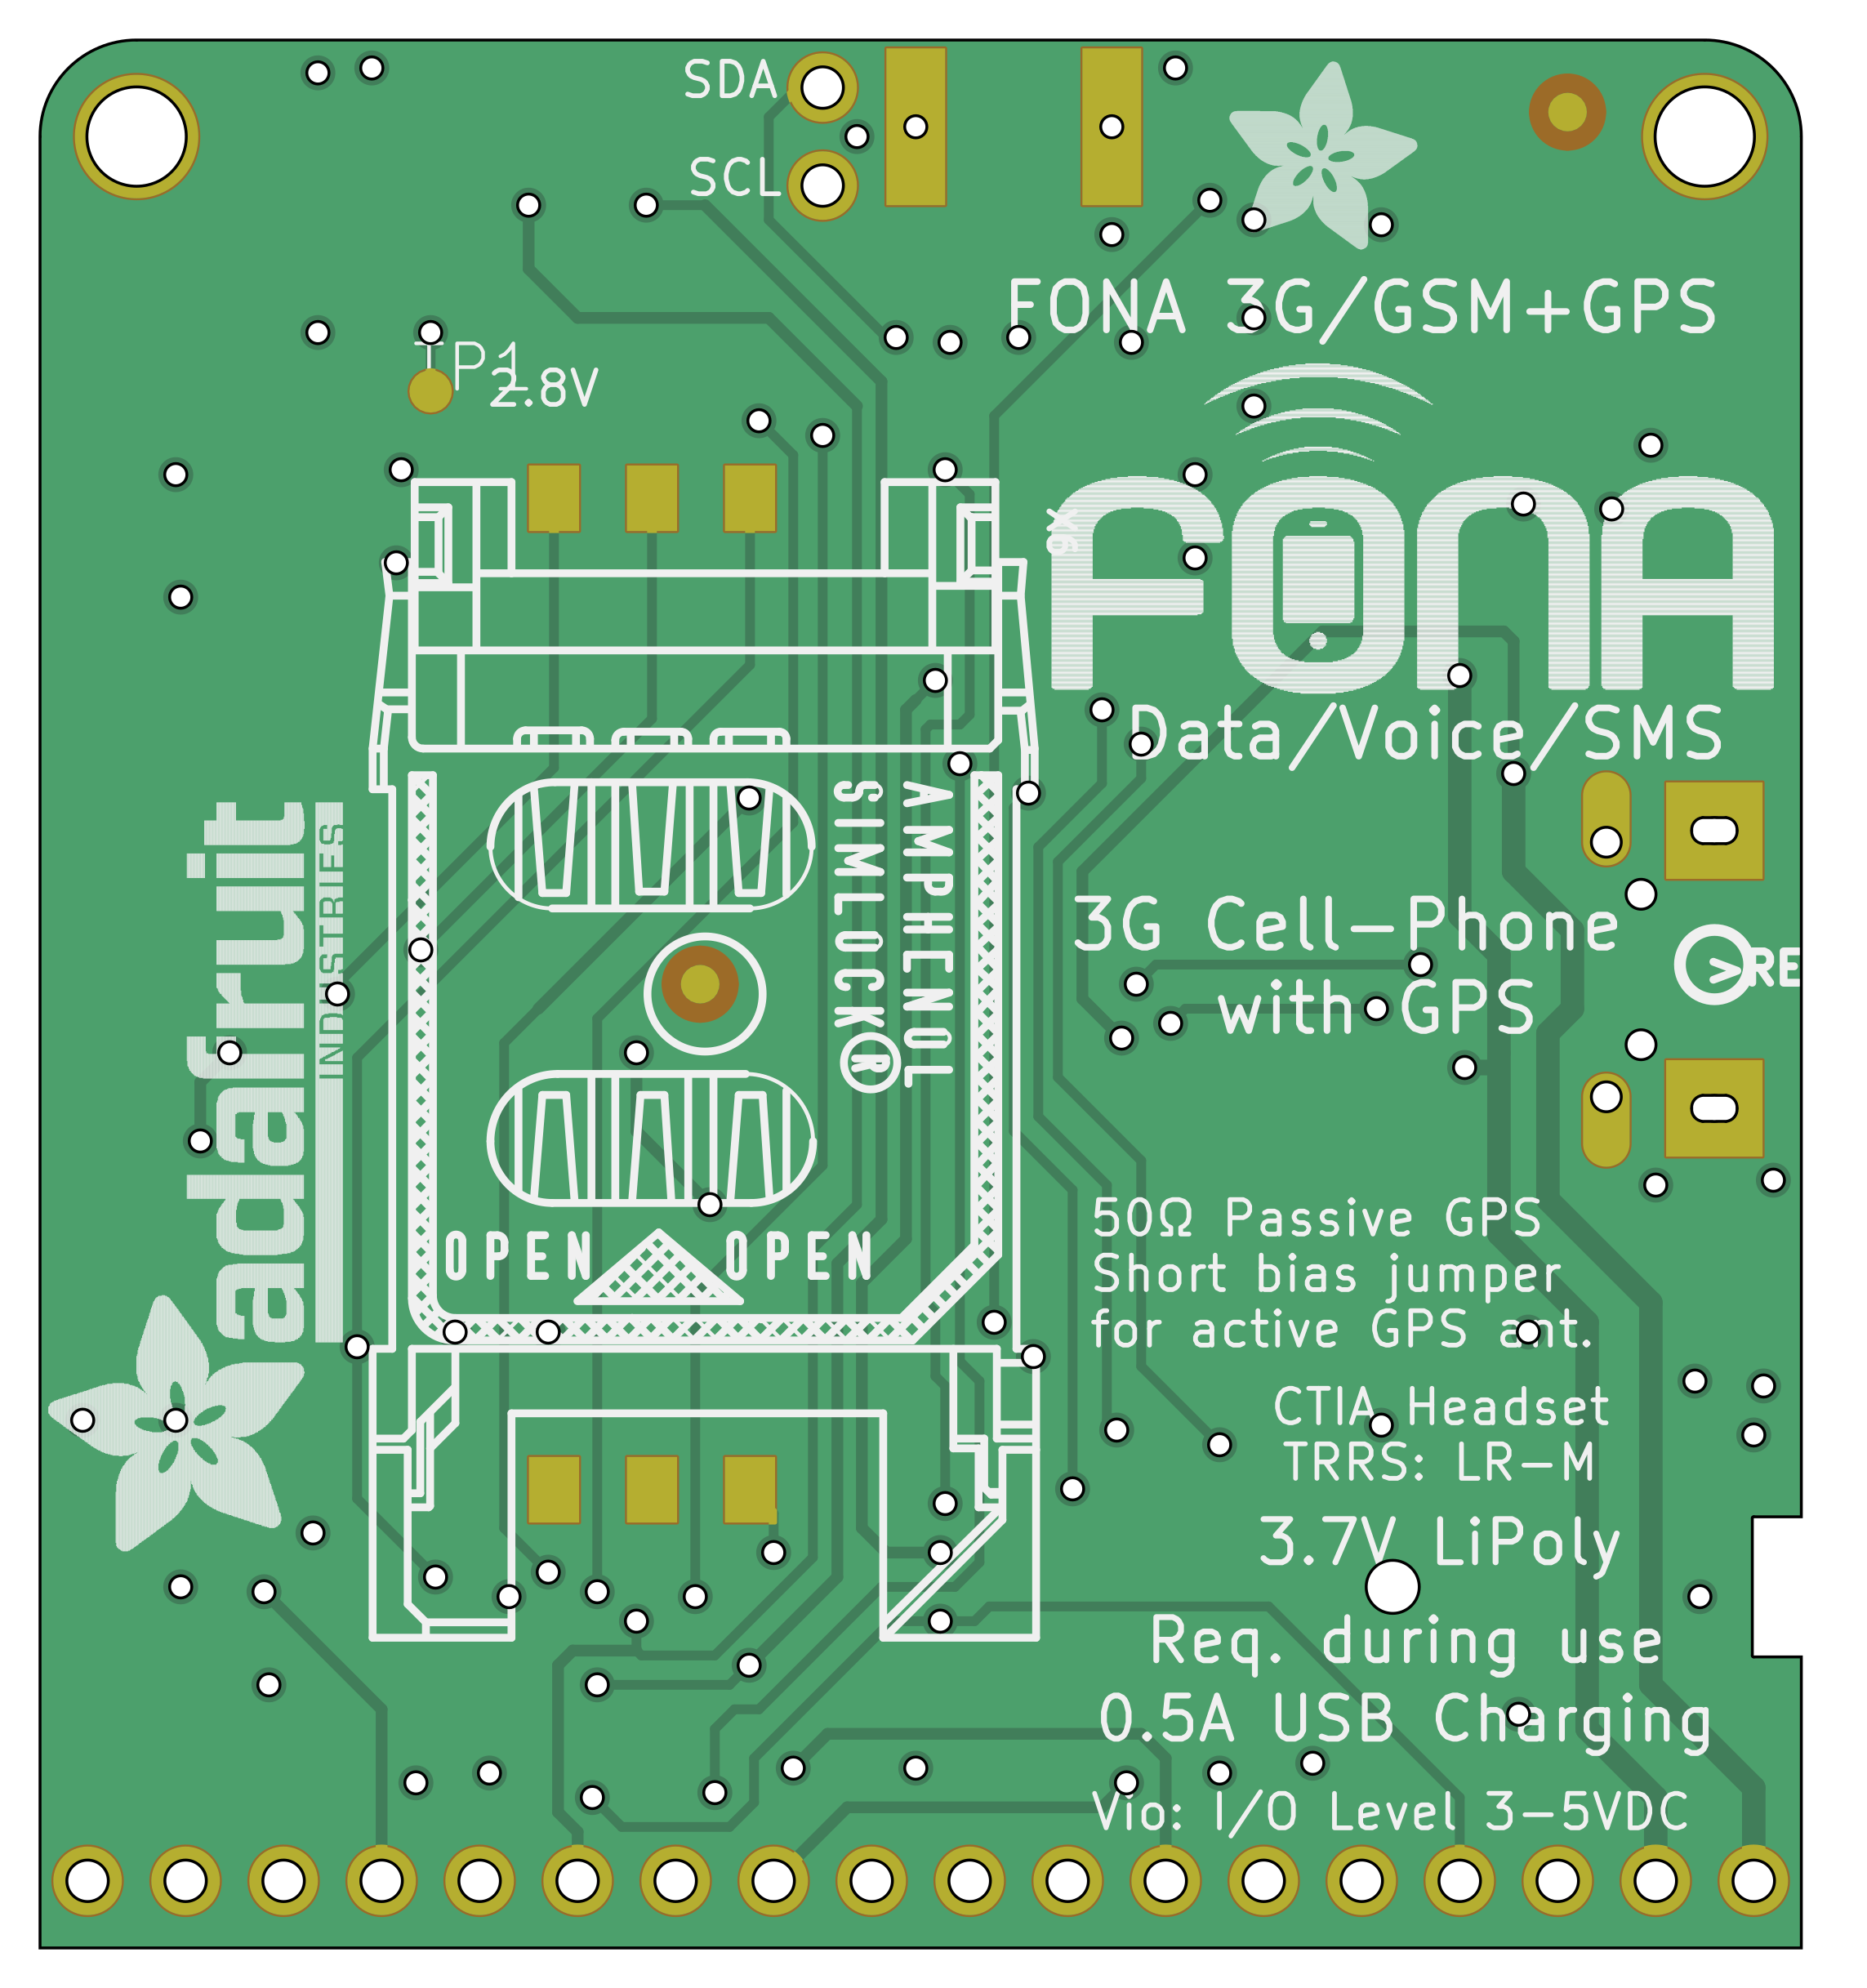 SDA
SCL
FONA 3G/GSM+GPS
TP1
2.8V
FONA
Data/Voice/SMS
AMPHENOL
SIMLOCK®
adafruit
INDUSTRIES
3G Cell-Phone
with GPS
RE
OPEN OPEN
50Ω Passive GPS
Short bias jumper
for active GPS ant.
CTIA Headset
TRRS: LR-M
3.7V LiPoly
Req. during use
0.5A USB Charging
Vio: I/O Level 3-5VDC